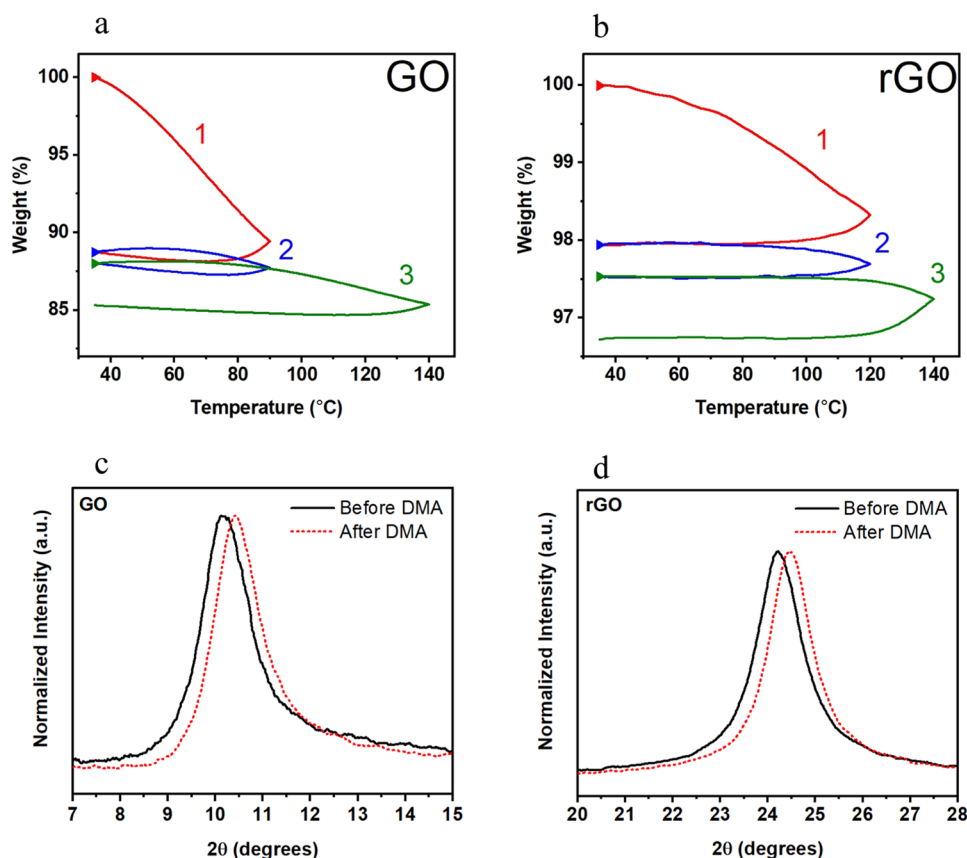 a
GO
100
95
90
85
Weight (%)
1
2
3
40 60 80 100 120 140
Temperature (°C)
b
rGO
100
99
98
97
Weight (%)
1
2
3
40 60 80 100 120 140
Temperature (°C)
c
GO
Before DMA
After DMA
Normalized Intensity (a.u.)
7 8 9 10 11 12 13 14 15
2θ (degrees)
d
rGO
Before DMA
After DMA
Normalized Intensity (a.u.)
20 21 22 23 24 25 26 27 28
2θ (degrees)